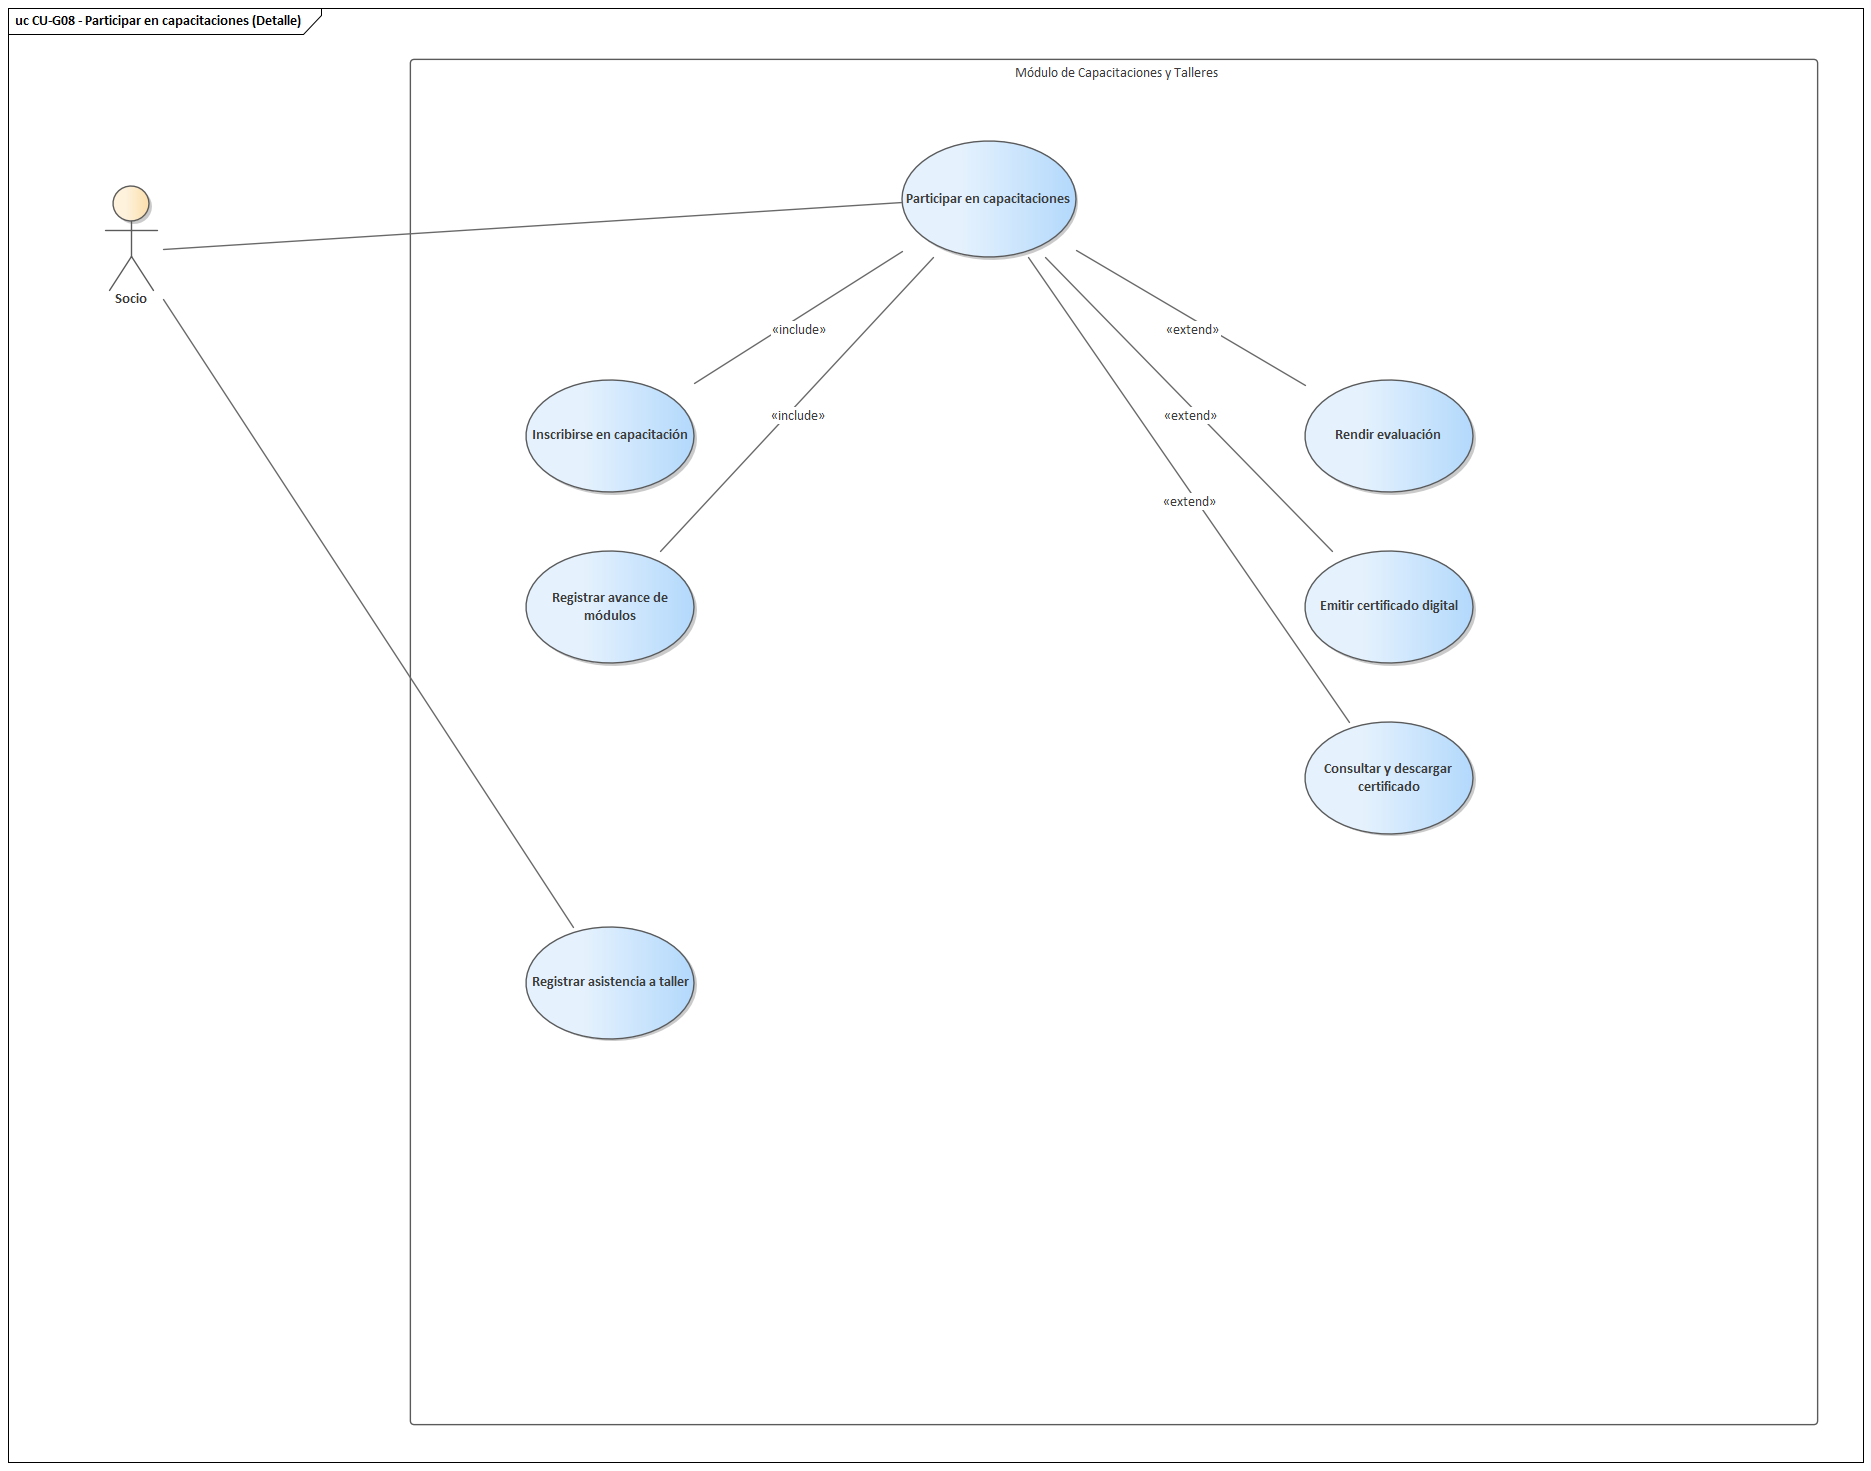 uc CU-G08 - Participar en capacitaciones (Detalle)
Módulo de Capacitaciones y Talleres
Participar en capacitaciones
Socio
«include»
«extend»
«include»
«extend»
Inscribirse en capacitación
Rendir evaluación
«extend»
Registrar avance de
módulos
Emitir certificado digital
Consultar y descargar
certificado
Registrar asistencia a taller